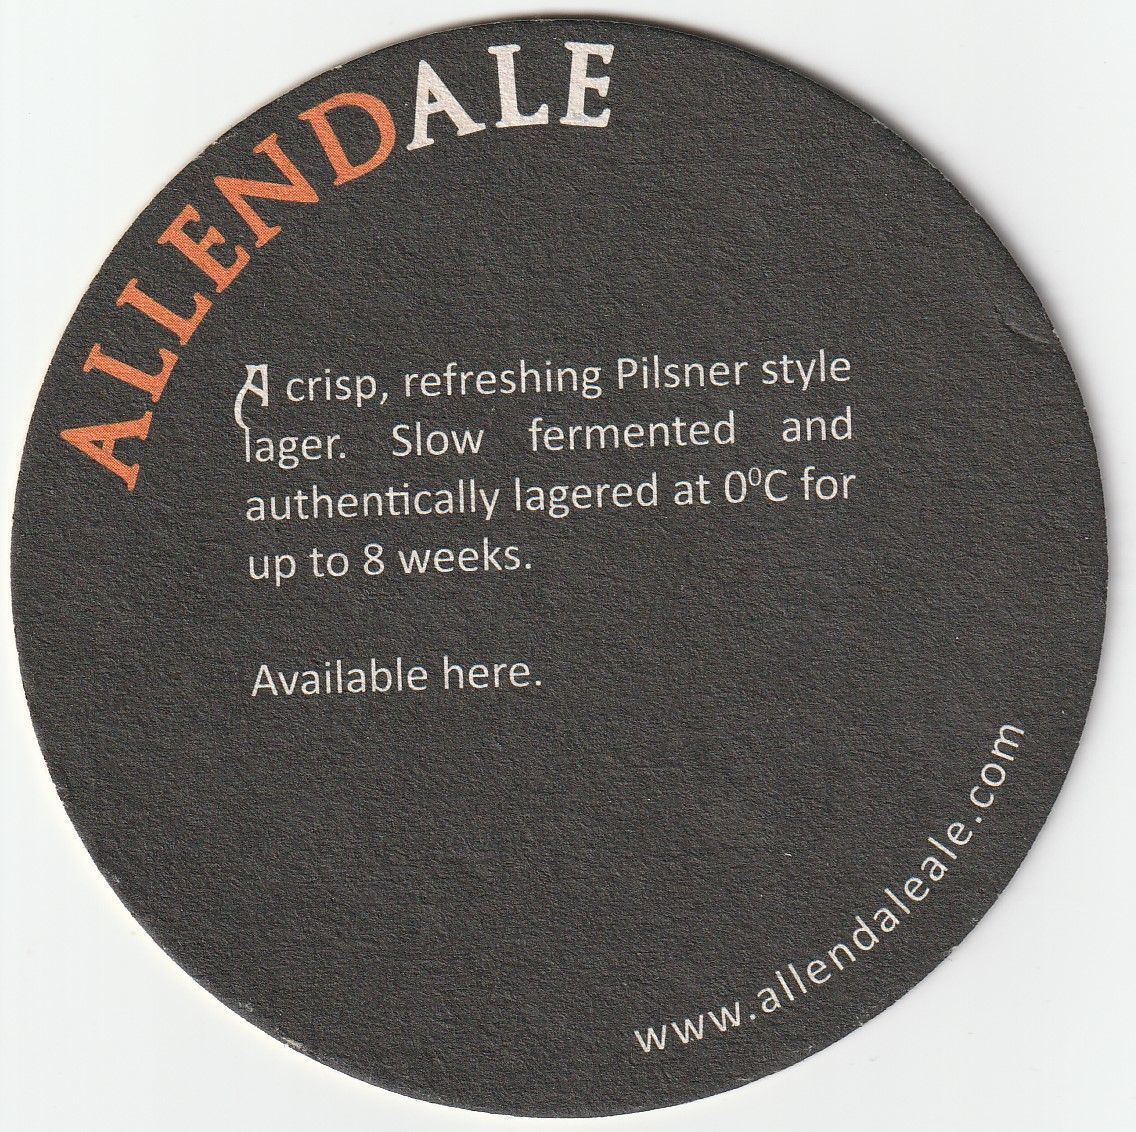 ALLENDALE
A crisp, refreshing Pilsner style
lager. Slow fermented and
authentically lagered at 0⁰C for
up to 8 weeks.
Available here.
www.allendaleale.com